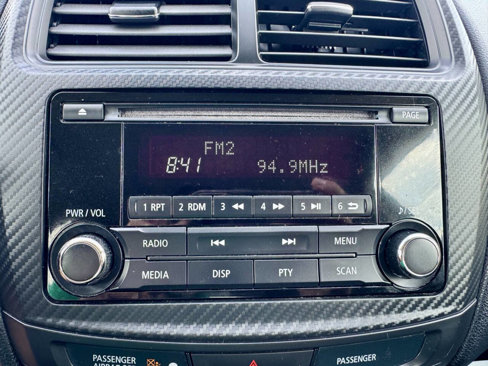 PAGE
FM2
8:41 94.9MHz
1 RPT 2 RDM 3 4 5 6
PWR / VOL
RADIO MENU
MEDIA DISP PTY SCAN
PASSENGER PASSENGER